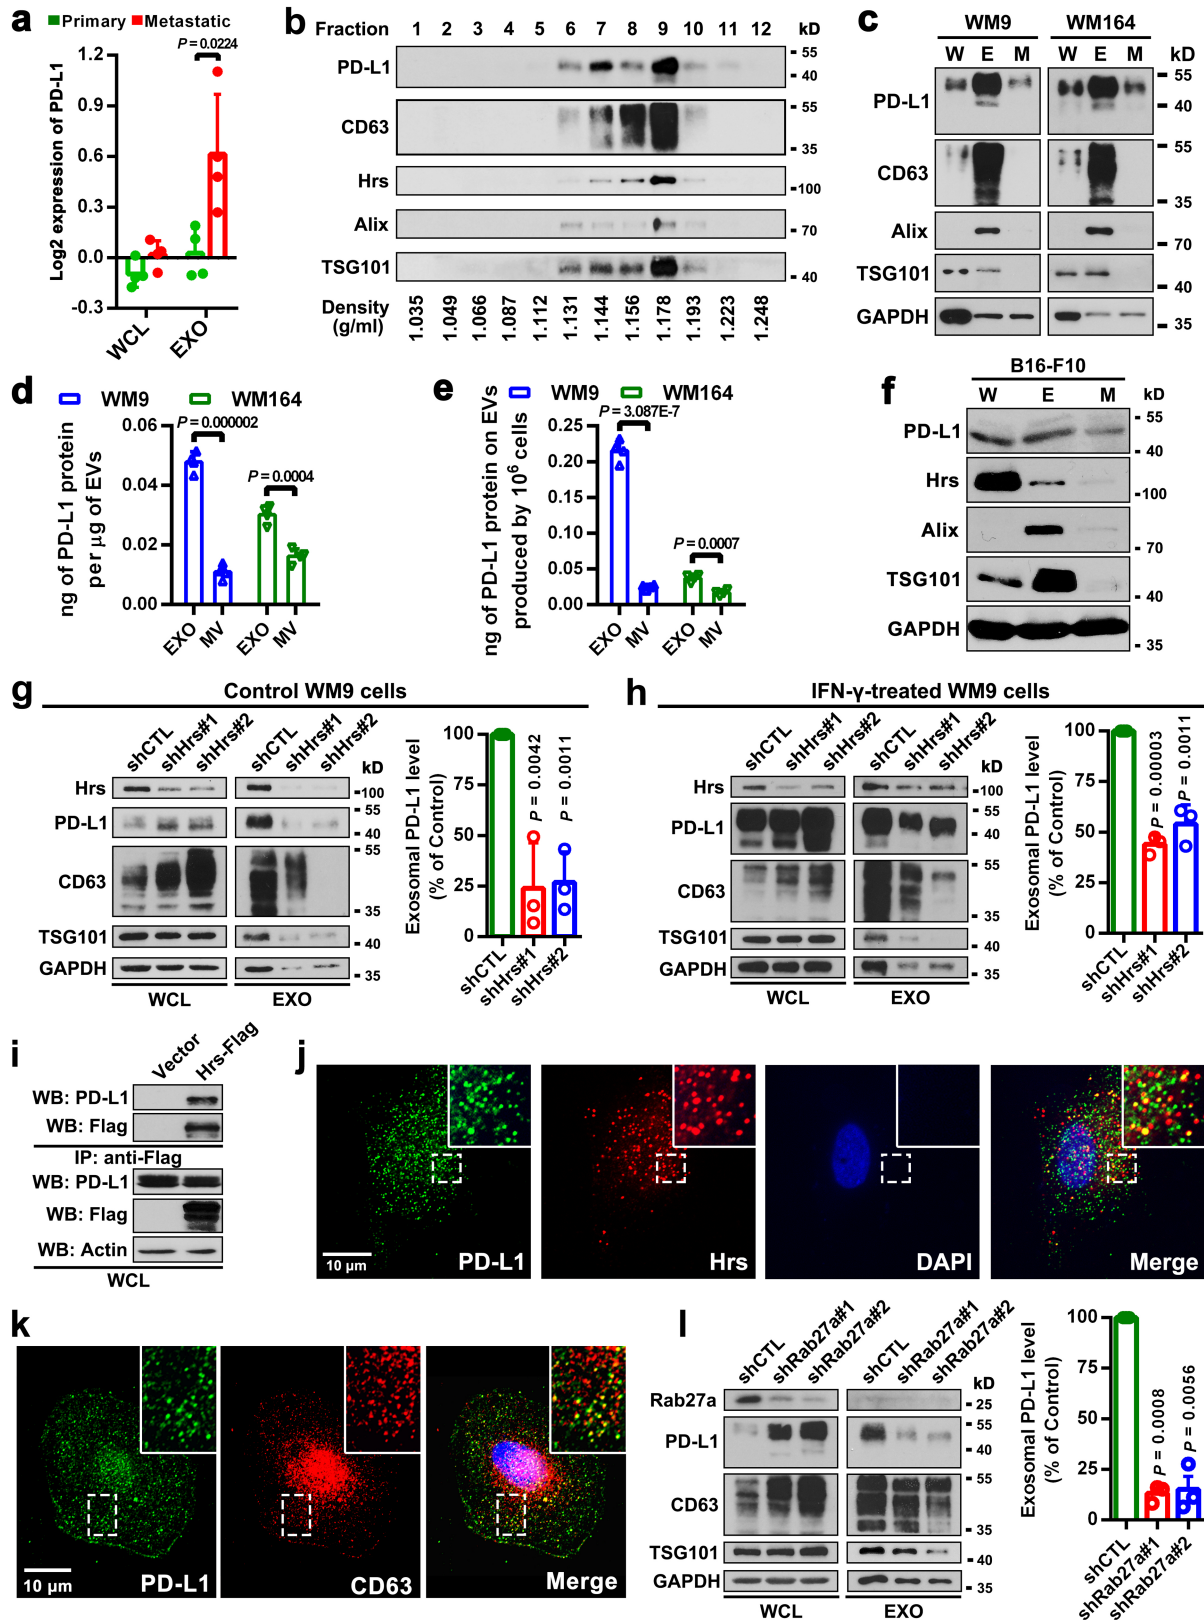 a
Primary Metastatic
P = 0.0224
Log2 expression of PD-L1
1.2
0.9
0.6
0.3
0.0
-0.3
WCL
EXO
b
Fraction 1 2 3 4 5 6 7 8 9 10 11 12 kD
PD-L1
55
40
CD63
55
35
Hrs
100
Alix
70
TSG101
40
Density
(g/ml)
1.035 1.049 1.066 1.087 1.112 1.131 1.144 1.156 1.178 1.193 1.223 1.248
c
WM9 WM164
W E M W E M kD
PD-L1
55
40
CD63
55
35
Alix
70
TSG101
40
GAPDH
35
d
WM9 WM164
P = 0.000002
P = 0.0004
ng of PD-L1 protein
per µg of EVs
0.06
0.04
0.02
0.00
EXO MV EXO MV
e
WM9 WM164
P = 3.087E-7
P = 0.0007
ng of PD-L1 protein on EVs
produced by 10⁶ cells
0.25
0.20
0.15
0.10
0.05
0.00
EXO MV EXO MV
f
B16-F10
W E M kD
PD-L1
55
40
Hrs
100
Alix
70
TSG101
40
GAPDH
35
g
Control WM9 cells
shCTL shHrs#1 shHrs#2 shCTL shHrs#1 shHrs#2
kD
Hrs
100
PD-L1
55
40
CD63
55
35
TSG101
40
GAPDH
35
WCL EXO
Exosomal PD-L1 level
(% of Control)
100
75
50
25
0
P = 0.0042
P = 0.0011
shCTL shHrs#1 shHrs#2
h
IFN-γ-treated WM9 cells
shCTL shHrs#1 shHrs#2 shCTL shHrs#1 shHrs#2
kD
Hrs
100
PD-L1
55
40
CD63
55
35
TSG101
40
GAPDH
35
WCL EXO
Exosomal PD-L1 level
(% of Control)
100
75
50
25
0
P = 0.00003
P = 0.0011
shCTL shHrs#1 shHrs#2
i
Vector Hrs-Flag
WB: PD-L1
WB: Flag
IP: anti-Flag
WB: PD-L1
WB: Flag
WB: Actin
WCL
j
10 µm
PD-L1
Hrs
DAPI
Merge
k
10 µm
PD-L1
CD63
Merge
l
shCTL shRab27a#1 shRab27a#2 shCTL shRab27a#1 shRab27a#2
kD
Rab27a
25
PD-L1
55
40
CD63
55
35
TSG101
40
GAPDH
35
WCL EXO
Exosomal PD-L1 level
(% of Control)
100
75
50
25
0
P = 0.0008
P = 0.0056
shCTL shRab27a#1 shRab27a#2